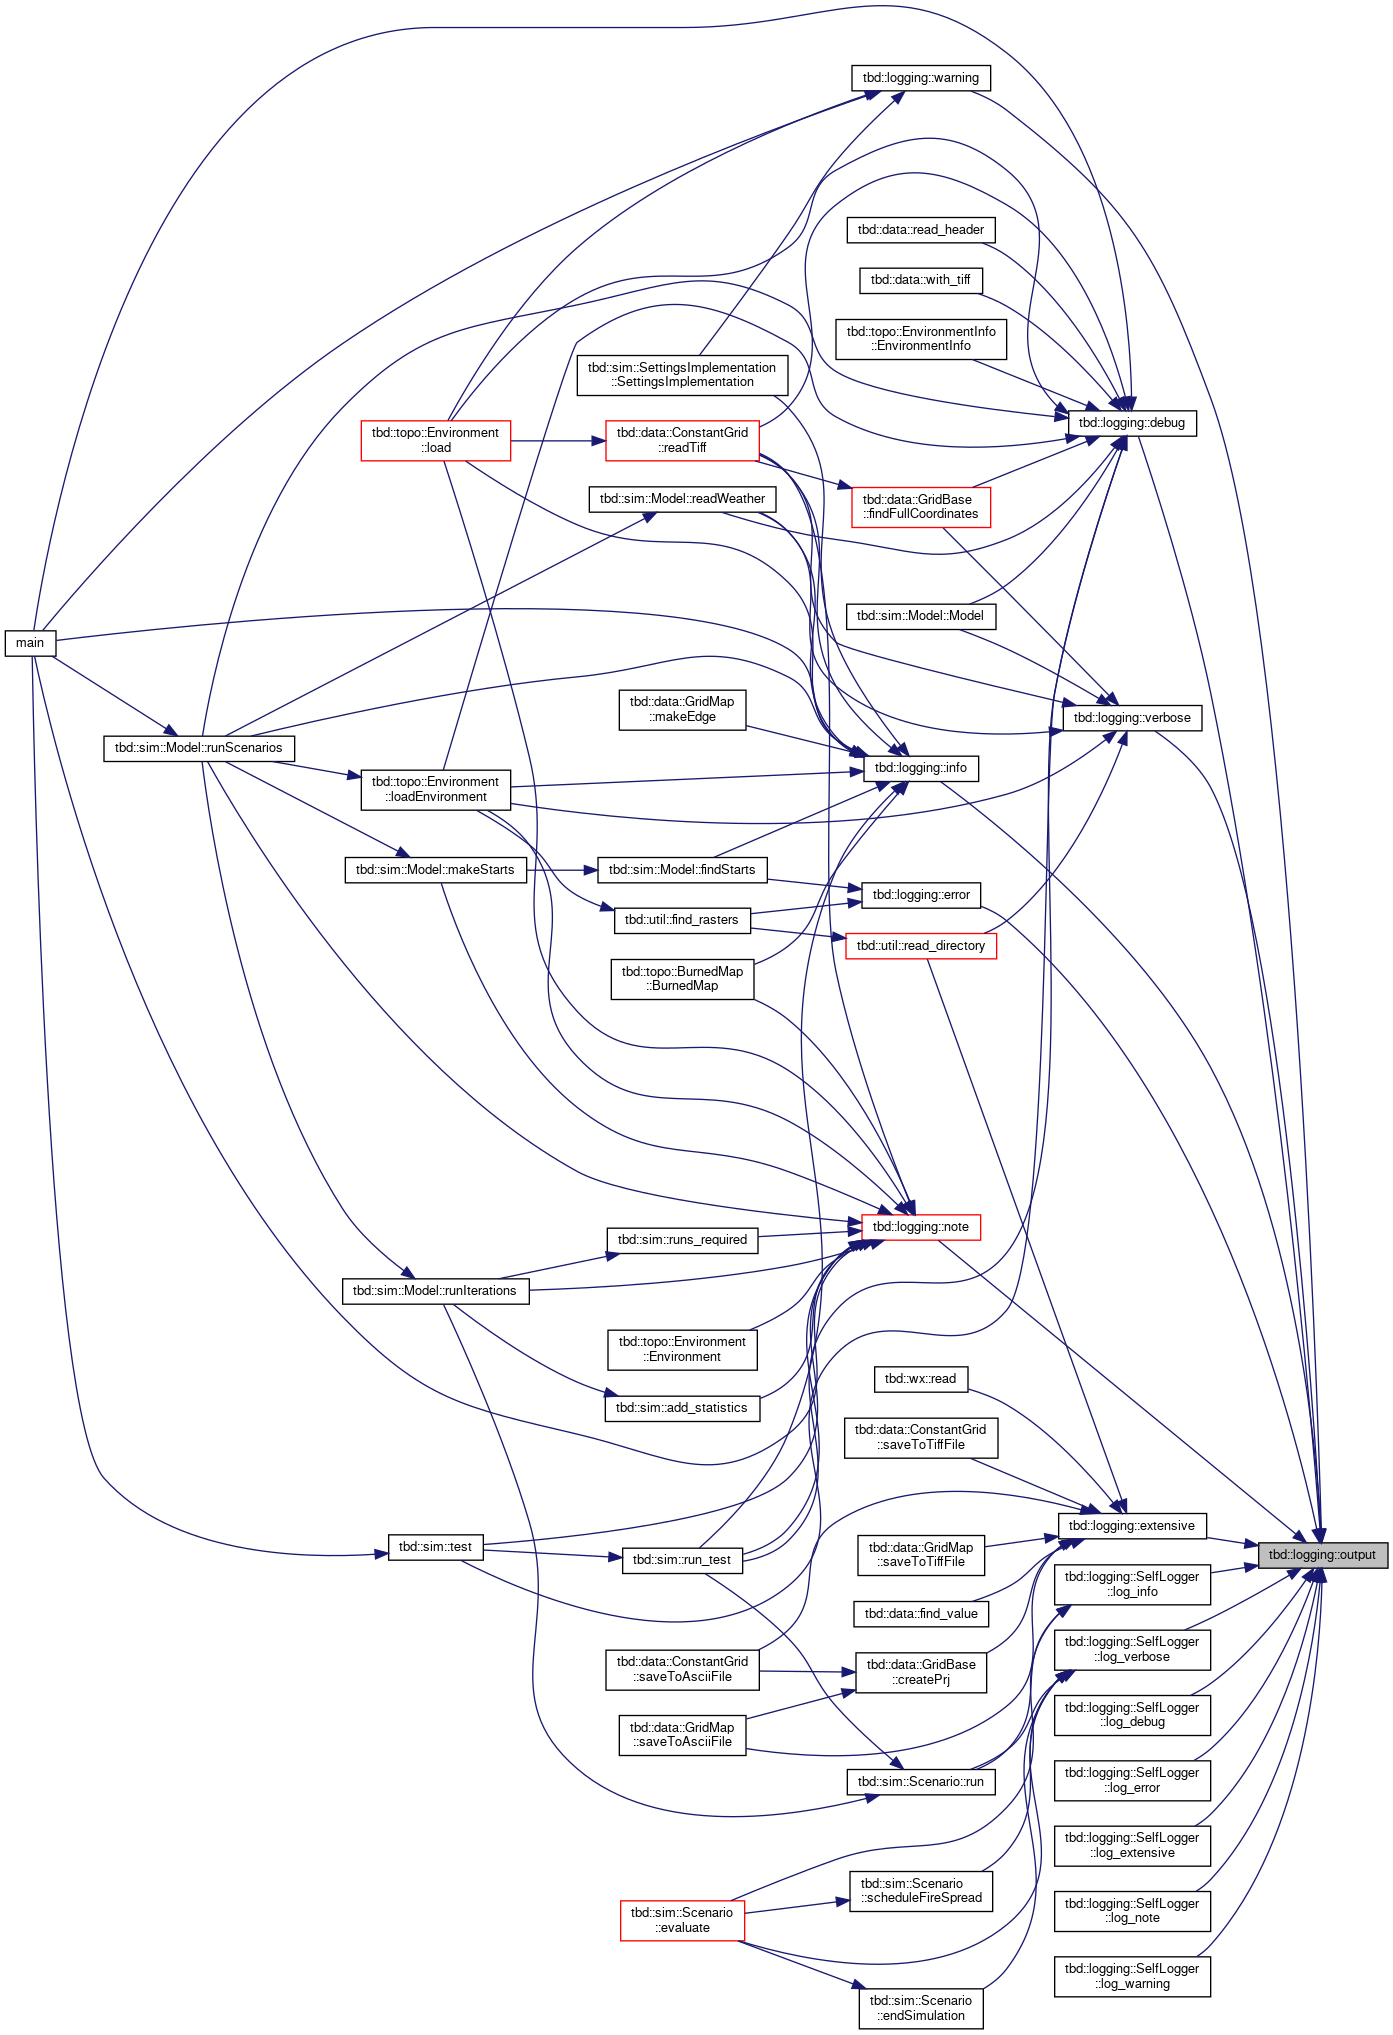 tbd::logging::warning
tbd::data::read_header
tbd::data::with_tiff
tbd::topo::EnvironmentInfo
::EnvironmentInfo
tbd::sim::SettingsImplementation
::SettingsImplementation
tbd::logging::debug
tbd::topo::Environment
::load
tbd::data::ConstantGrid
::readTiff
tbd::sim::Model::readWeather
tbd::data::GridBase
::findFullCoordinates
tbd::sim::Model::Model
main
tbd::data::GridMap
::makeEdge
tbd::logging::verbose
tbd::sim::Model::runScenarios
tbd::logging::info
tbd::topo::Environment
::loadEnvironment
tbd::sim::Model::makeStarts
tbd::sim::Model::findStarts
tbd::logging::error
tbd::util::find_rasters
tbd::util::read_directory
tbd::topo::BurnedMap
::BurnedMap
tbd::logging::note
tbd::sim::runs_required
tbd::sim::Model::runIterations
tbd::topo::Environment
::Environment
tbd::wx::read
tbd::sim::add_statistics
tbd::data::ConstantGrid
::saveToTiffFile
tbd::logging::extensive
tbd::sim::test
tbd::sim::run_test
tbd::data::GridMap
::saveToTiffFile
tbd::logging::output
tbd::logging::SelfLogger
::log_info
tbd::data::find_value
tbd::logging::SelfLogger
::log_verbose
tbd::data::ConstantGrid
::saveToAsciiFile
tbd::data::GridBase
::createPrj
tbd::logging::SelfLogger
::log_debug
tbd::data::GridMap
::saveToAsciiFile
tbd::sim::Scenario::run
tbd::logging::SelfLogger
::log_error
tbd::logging::SelfLogger
::log_extensive
tbd::sim::Scenario
::scheduleFireSpread
tbd::logging::SelfLogger
::log_note
tbd::sim::Scenario
::evaluate
tbd::logging::SelfLogger
::log_warning
tbd::sim::Scenario
::endSimulation